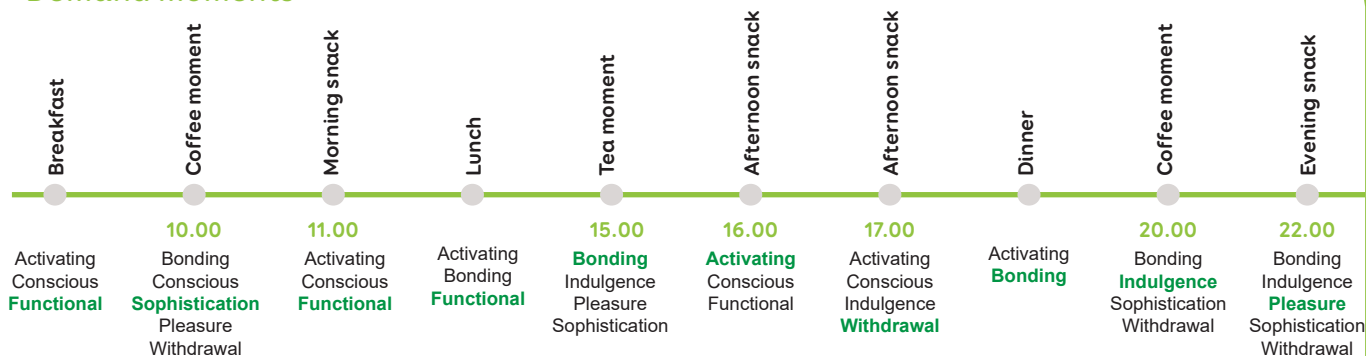 Demand Moments
Breakfast
Coffee moment
Morning snack
Lunch
Tea moment
Afternoon snack
Afternoon snack
Dinner
Coffee moment
Evening snack
Activating
Conscious
Functional
10.00
Bonding
Conscious
Sophistication
Pleasure
Withdrawal
11.00
Activating
Conscious
Functional
Activating
Bonding
Functional
15.00
Bonding
Indulgence
Pleasure
Sophistication
16.00
Activating
Conscious
Functional
17.00
Activating
Conscious
Indulgence
Withdrawal
Activating
Bonding
20.00
Bonding
Indulgence
Sophistication
Withdrawal
22.00
Bonding
Indulgence
Pleasure
Sophistication
Withdrawal